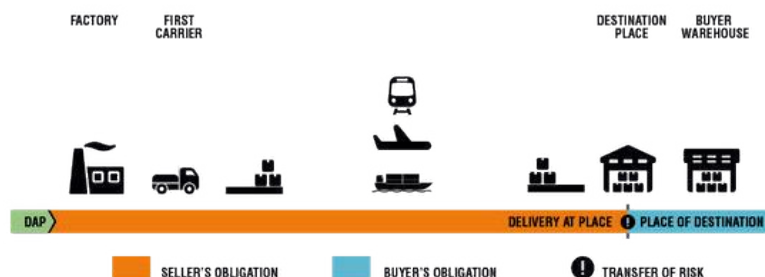 FACTORY
FIRST
CARRIER
DESTINATION
PLACE
BUYER
WAREHOUSE
DAP
DELIVERY AT PLACE
! PLACE OF DESTINATION
SELLER'S OBLIGATION
BUYER'S OBLIGATION
! TRANSFER OF RISK